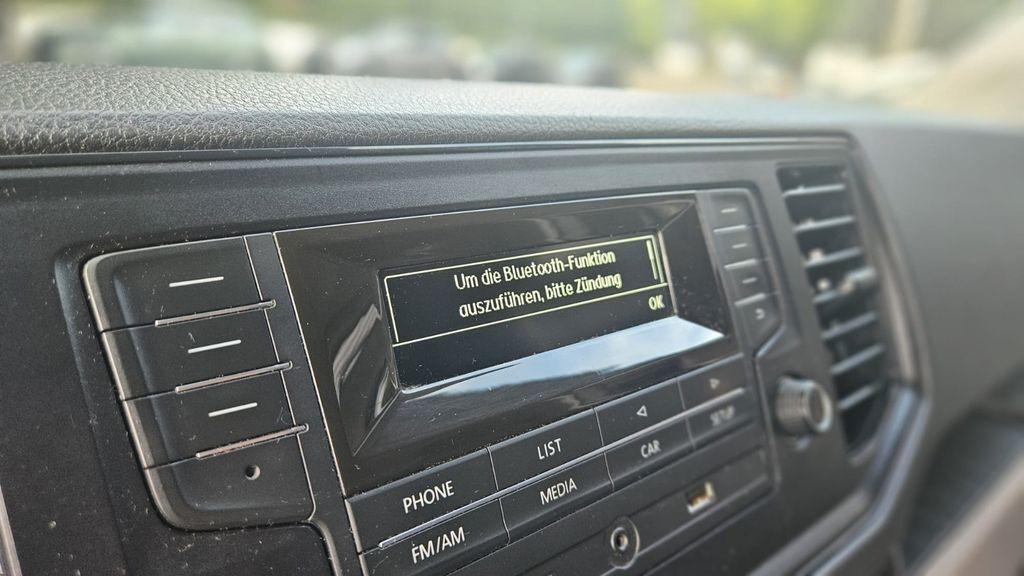 Um die Bluetooth-Funktion
auszuführen, bitte Zündung
OK
PHONE
LIST
FM/AM
MEDIA
CAR
SETUP